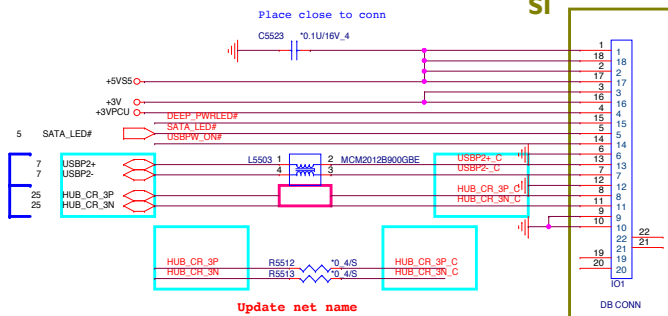 SI
Place close to conn
C5523 *0.1U/16V_4
+5VS5
+3V
+3VPCU
DEEP_PWRLED#
5 SATA_LED# SATA_LED#
USBPW_ON#
7 USBP2+ USBP2+ L5503 1 2 MCM2012B900GBE USBP2+_C
7 USBP2- USBP2- 4 3 USBP2-_C
25 HUB_CR_3P HUB_CR_3P_C
25 HUB_CR_3N HUB_CR_3N_C
HUB_CR_3P R5512 *0_4/S HUB_CR_3P_C
HUB_CR_3N R5513 *0_4/S HUB_CR_3N_C
Update net name
1 1
18 18
2 2
17 17
3 3
16 16
4 4
15 15
5 5
14 14
6 6
13 13
7 7
12 12
8 8
11 11
9 9
10 10
22 22
21 21
19 19
20 20
IO1
DB CONN